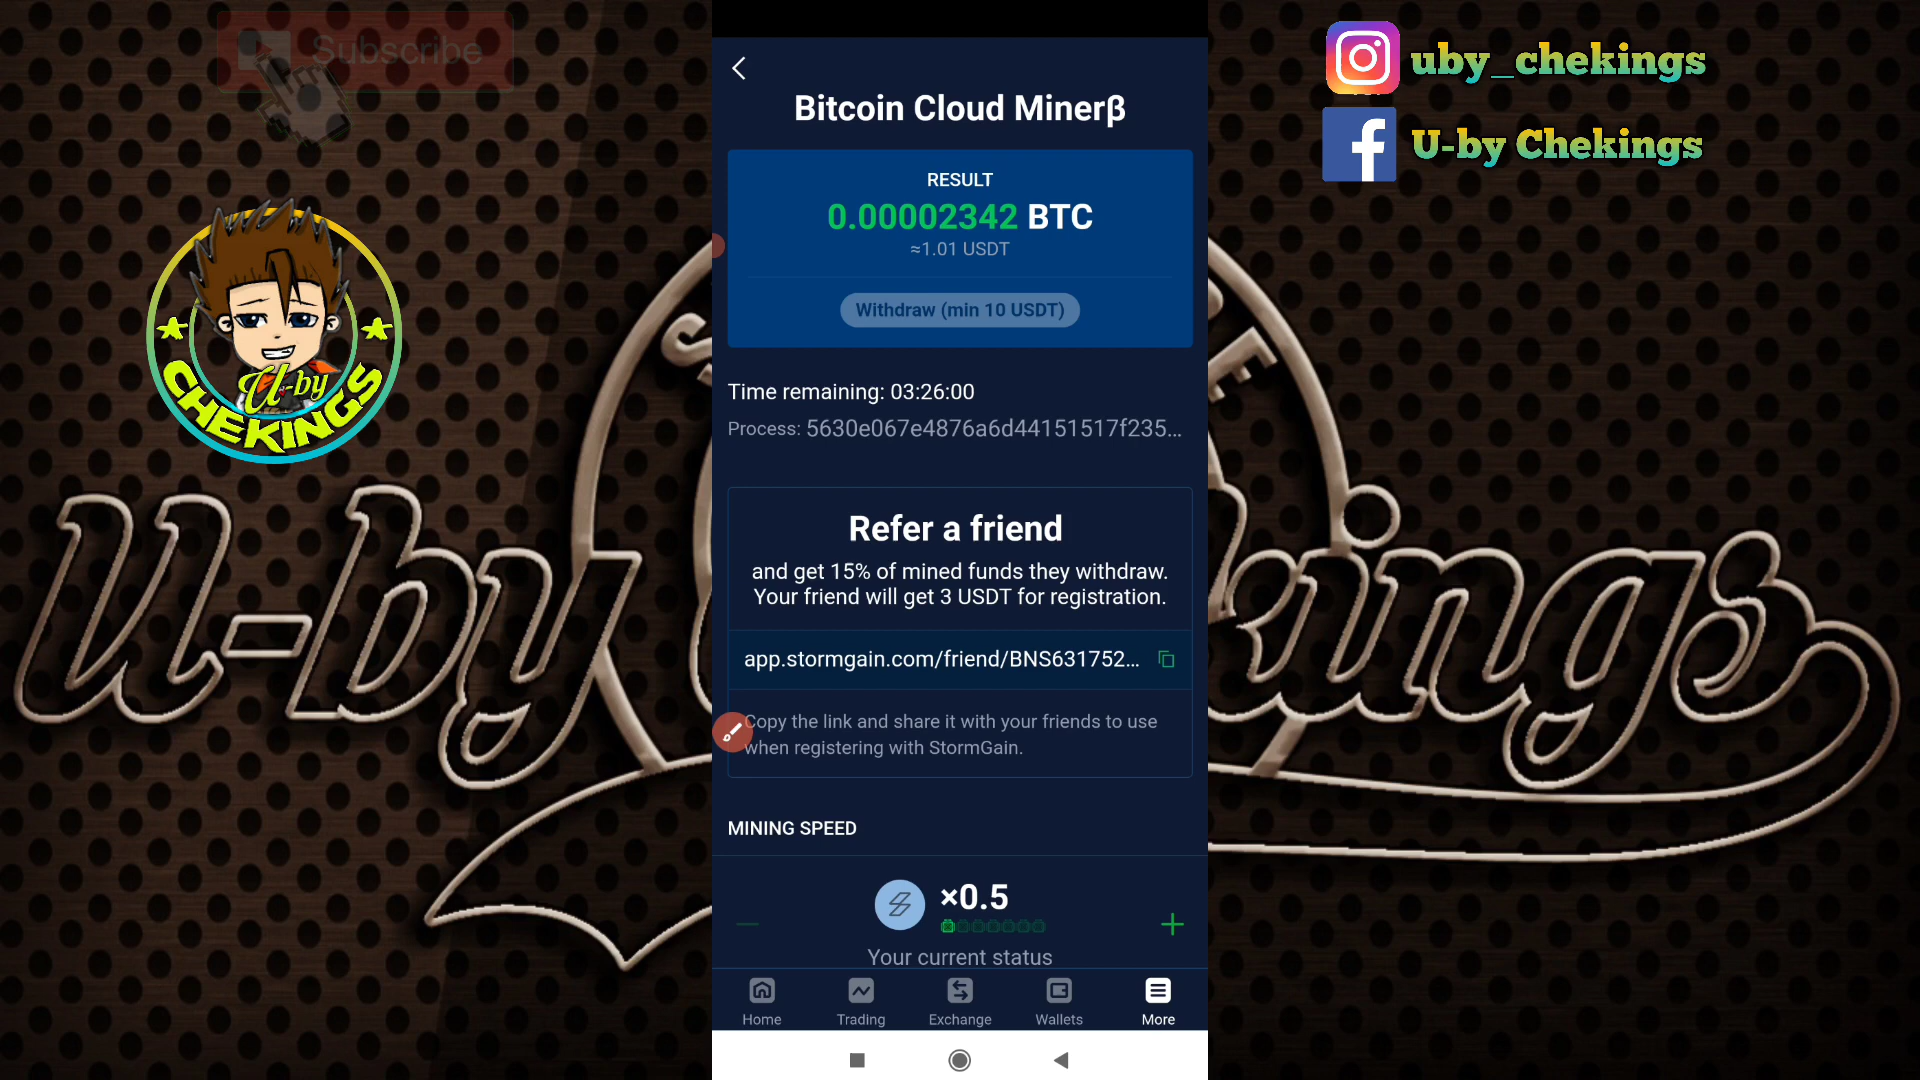 Subscribe
uby_chekings
U-by Chekings
U-by
CHEKINGS
Bitcoin Cloud Minerβ
RESULT
0.00002342 BTC
≈1.01 USDT
Withdraw (min 10 USDT)
Time remaining: 03:26:00
Process: 5630e067e4876a6d44151517f235...
Refer a friend
and get 15% of mined funds they withdraw.
Your friend will get 3 USDT for registration.
app.stormgain.com/friend/BNS631752...
Copy the link and share it with your friends to use
when registering with StormGain.
MINING SPEED
×0.5
Your current status
Home
Trading
Exchange
Wallets
More
U-by